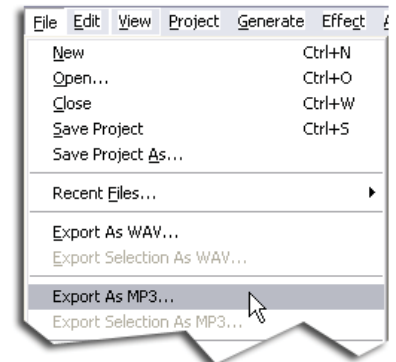 File Edit View Project Generate Effect
New Ctrl+N
Open... Ctrl+O
Close Ctrl+W
Save Project Ctrl+S
Save Project As...
Recent Files...
Export As WAV...
Export Selection As WAV...
Export As MP3...
Export Selection As MP3...